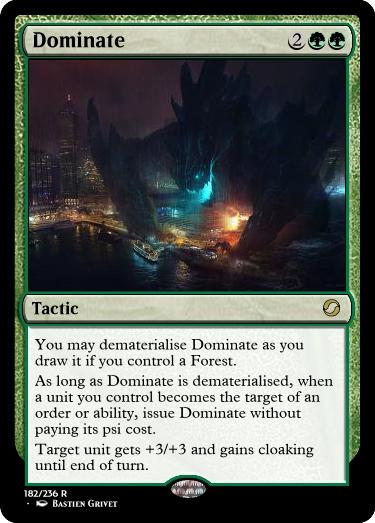 Dominate 2
Tactic
You may dematerialise Dominate as you
draw it if you control a Forest.
As long as Dominate is dematerialised, when
a unit you control becomes the target of an
order or ability, issue Dominate without
paying its psi cost.
Target unit gets +3/+3 and gains cloaking
until end of turn.
182/236 R
· Bastien Grivet